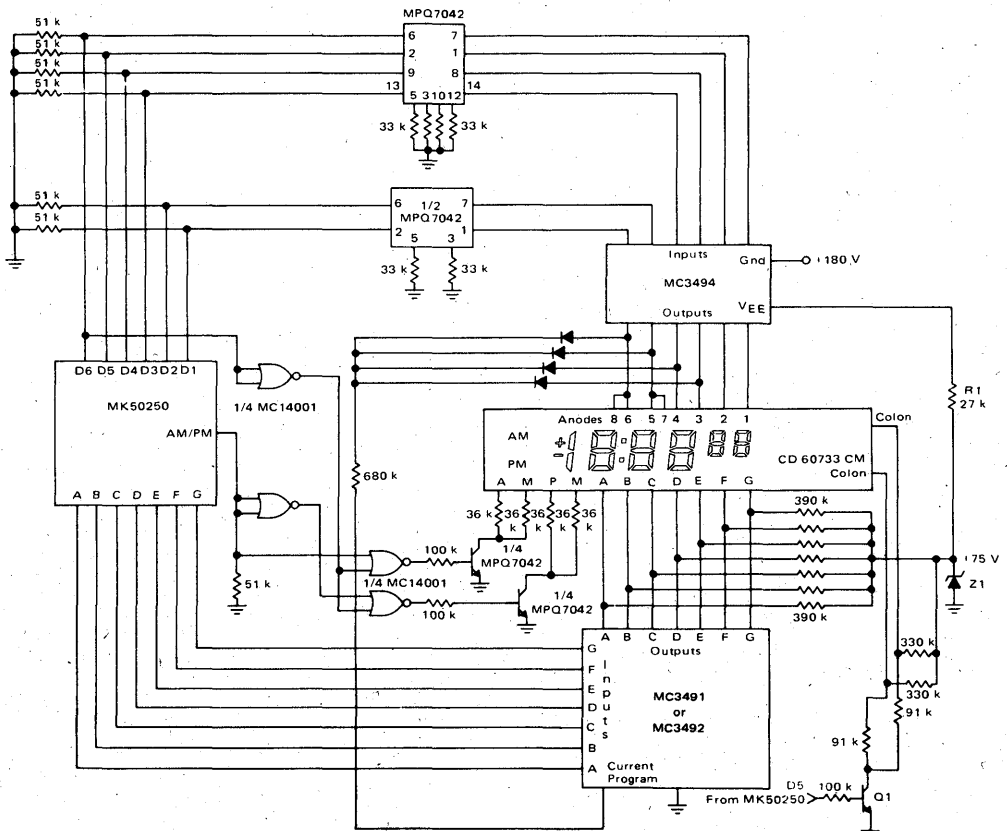 MPQ7042
51 k
51 k
51 k
51 k
6 7
2 1
9 8
13 14
5 3 10 12
33 k 33 k
51 k
51 k
6 1/2 7
MPQ7042
2 1
5 3
33 k 33 k
Inputs Gnd
+180 V
MC3494
VEE
Outputs
D6 D5 D4 D3 D2 D1
MK50250
1/4 MC14001
AM/PM
A B C D E F G
R1
27 k
Anodes 8 6 5 7 4 3 2 1
Colon
AM
PM
+1 8:88 88
−
CD 60733 CM
Colon
A M P M A B C D E F G
680 k
36 k 36 k 36 k 36 k
390 k
1/4
MPQ7042
100 k
+75 V
Z1
51 k
1/4 MC14001
1/4
MPQ7042
100 k
390 k
A B C D E F G
Outputs
330 k
330 k
91 k
91 k
G
F
E
D
C
B
A
Inputs
MC3491
or
MC3492
Current
Program
D5
From MK50250
100 k
Q1